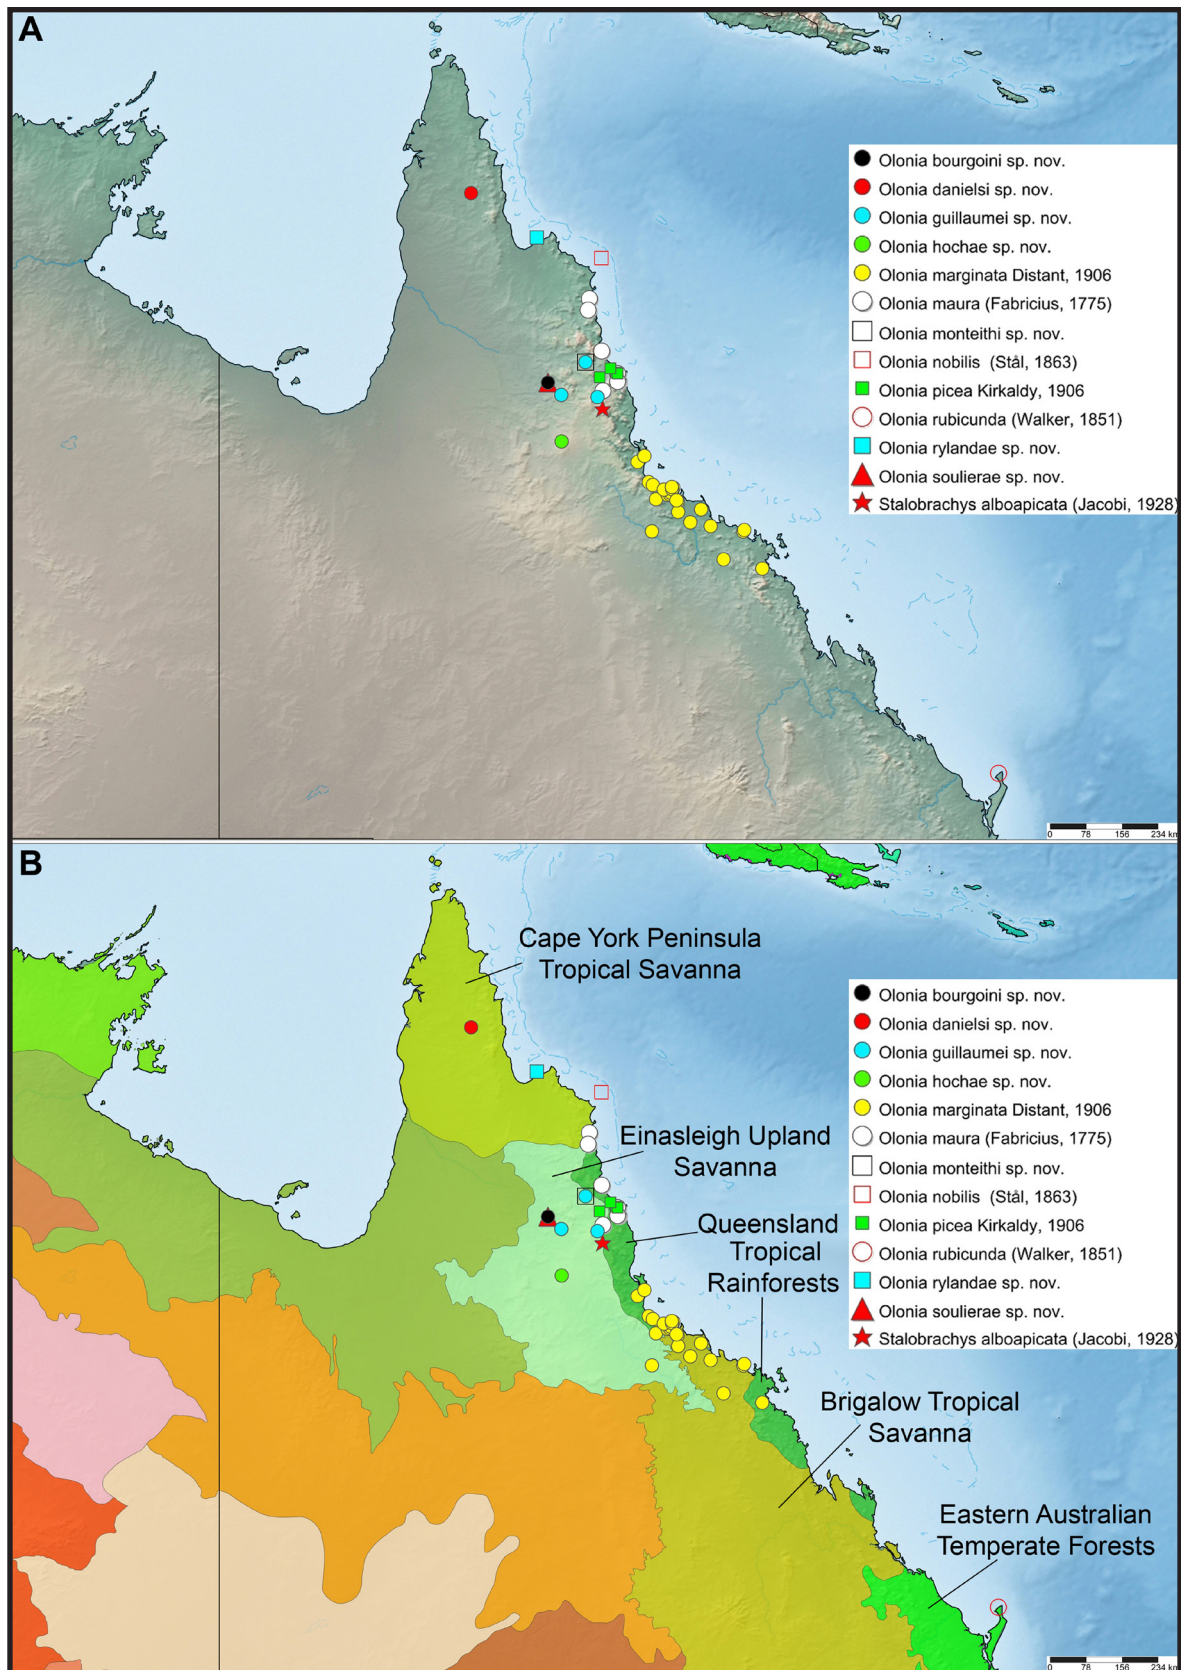 A
Olonia bourgoini sp. nov.
Olonia danielsi sp. nov.
Olonia guillaumei sp. nov.
Olonia hochae sp. nov.
Olonia marginata Distant, 1906
Olonia maura (Fabricius, 1775)
Olonia monteithi sp. nov.
Olonia nobilis (Stål, 1863)
Olonia picea Kirkaldy, 1906
Olonia rubicunda (Walker, 1851)
Olonia rylandae sp. nov.
Olonia soulierae sp. nov.
Stalobrachys alboapicata (Jacobi, 1928)
0 78 156 234 km
B
Cape York Peninsula
Tropical Savanna
Olonia bourgoini sp. nov.
Olonia danielsi sp. nov.
Olonia guillaumei sp. nov.
Olonia hochae sp. nov.
Olonia marginata Distant, 1906
Olonia maura (Fabricius, 1775)
Olonia monteithi sp. nov.
Olonia nobilis (Stål, 1863)
Olonia picea Kirkaldy, 1906
Olonia rubicunda (Walker, 1851)
Olonia rylandae sp. nov.
Olonia soulierae sp. nov.
Stalobrachys alboapicata (Jacobi, 1928)
Einasleigh Upland
Savanna
Queensland
Tropical
Rainforests
Brigalow Tropical
Savanna
Eastern Australian
Temperate Forests
0 78 156 234 km